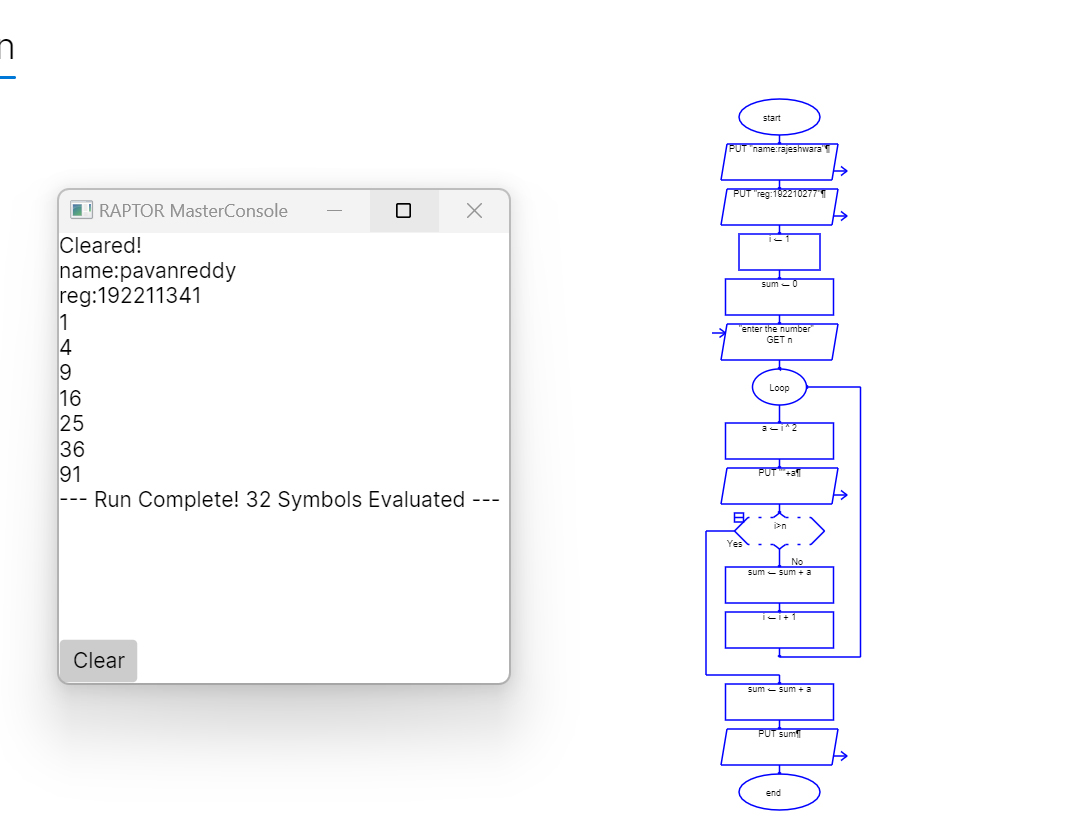 n
RAPTOR MasterConsole
Cleared!
name:pavanreddy
reg:192211341
1
4
9
16
25
36
91
--- Run Complete! 32 Symbols Evaluated ---
Clear
start
PUT "name:rajeshwara"¶
PUT "reg:192210277"¶
i ← 1
sum ← 0
"enter the number"
GET n
Loop
a ← i ^ 2
PUT ""+a¶
i>n
Yes
No
sum ← sum + a
i ← i + 1
sum ← sum + a
PUT sum¶
end